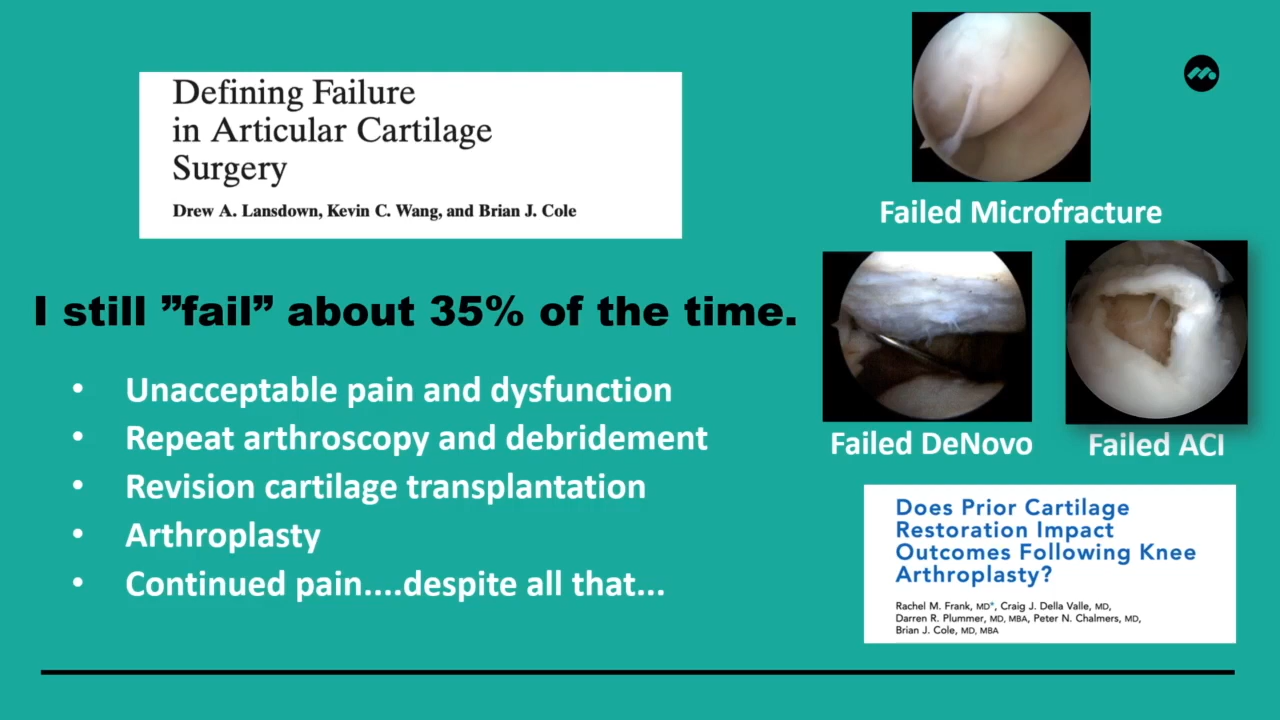 Defining Failure
in Articular Cartilage
Surgery
Drew A. Lansdown, Kevin C. Wang, and Brian J. Cole
I still ”fail” about 35% of the time.
• Unacceptable pain and dysfunction
• Repeat arthroscopy and debridement
• Revision cartilage transplantation
• Arthroplasty
• Continued pain....despite all that...
Failed Microfracture
Failed DeNovo
Failed ACI
Does Prior Cartilage
Restoration Impact
Outcomes Following Knee
Arthroplasty?
Rachel M. Frank, MD*, Craig J. Della Valle, MD,
Darren R. Plummer, MD, MBA, Peter N. Chalmers, MD,
Brian J. Cole, MD, MBA